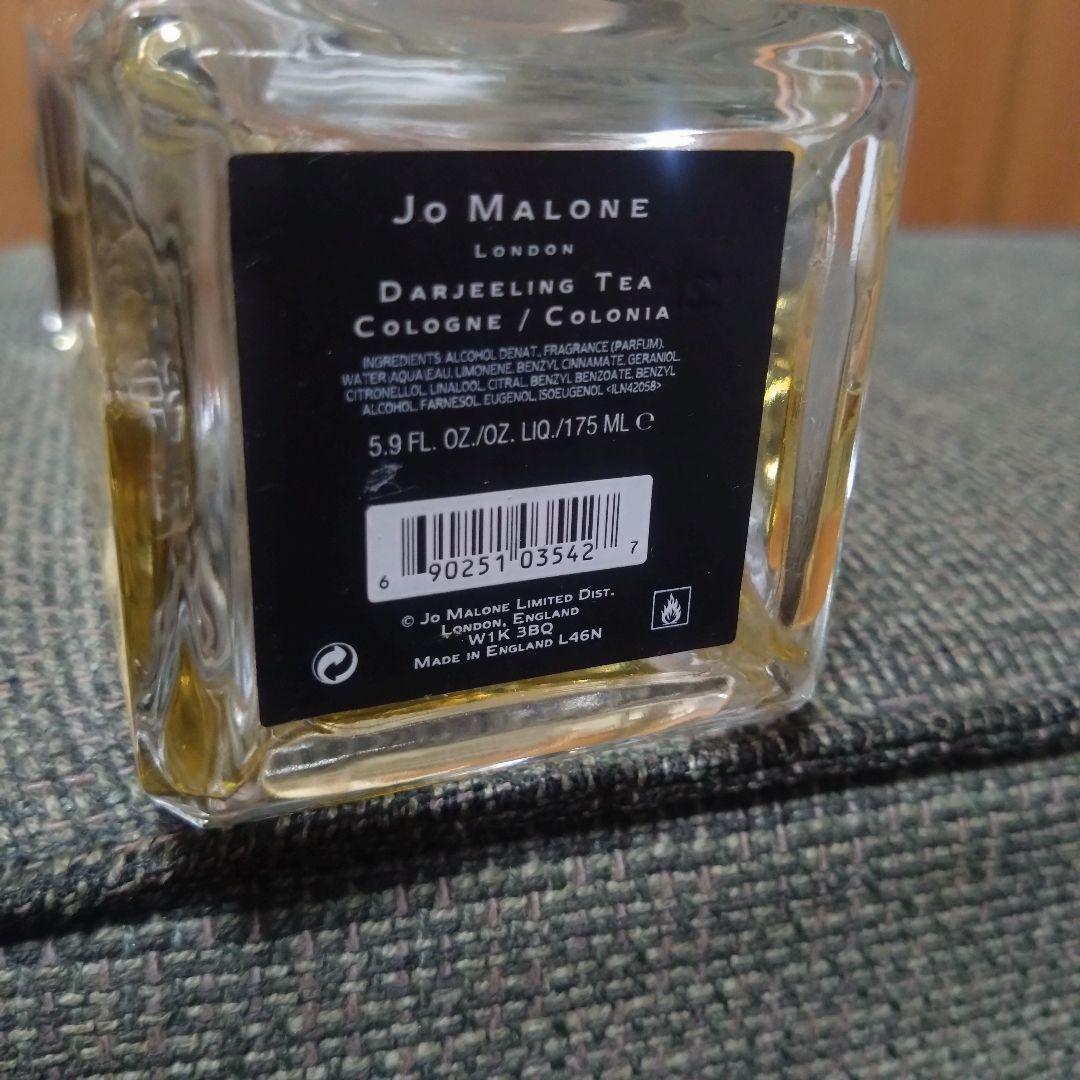 JO MALONE
LONDON
DARJEELING TEA
COLOGNE / COLONIA
INGREDIENTS: ALCOHOL DENAT., FRAGRANCE (PARFUM),
WATER/AQUA/EAU, LIMONENE, BENZYL CINNAMATE, GERANIOL,
CITRONELLOL, LINALOOL, CITRAL, BENZYL BENZOATE, BENZYL
ALCOHOL, FARNESOL, EUGENOL, ISOEUGENOL <ILN42058>
5.9 FL. OZ./OZ. LIQ./175 ML ℮
6 90251 03542 7
© JO MALONE LIMITED DIST.
LONDON, ENGLAND
W1K 3BQ
MADE IN ENGLAND L46N